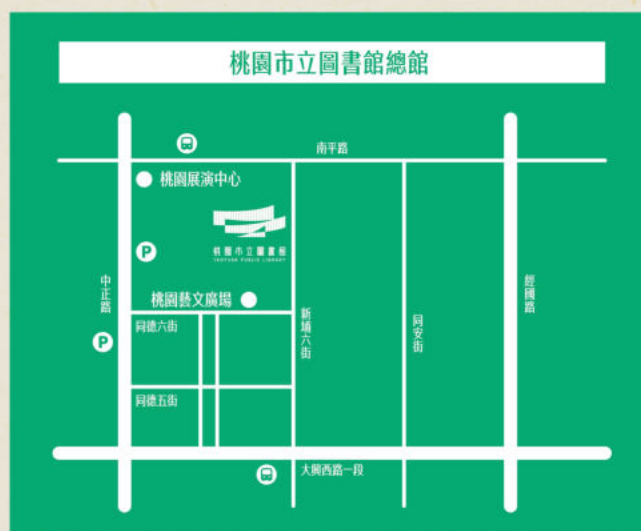 桃園市立圖書館總館
南平路
桃園展演中心
桃園市立圖書館
TAOYUAN PUBLIC LIBRARY
P
中正路
桃園藝文廣場
新埔六街
同安街
經國路
同德六街
P
同德五街
大興西路一段